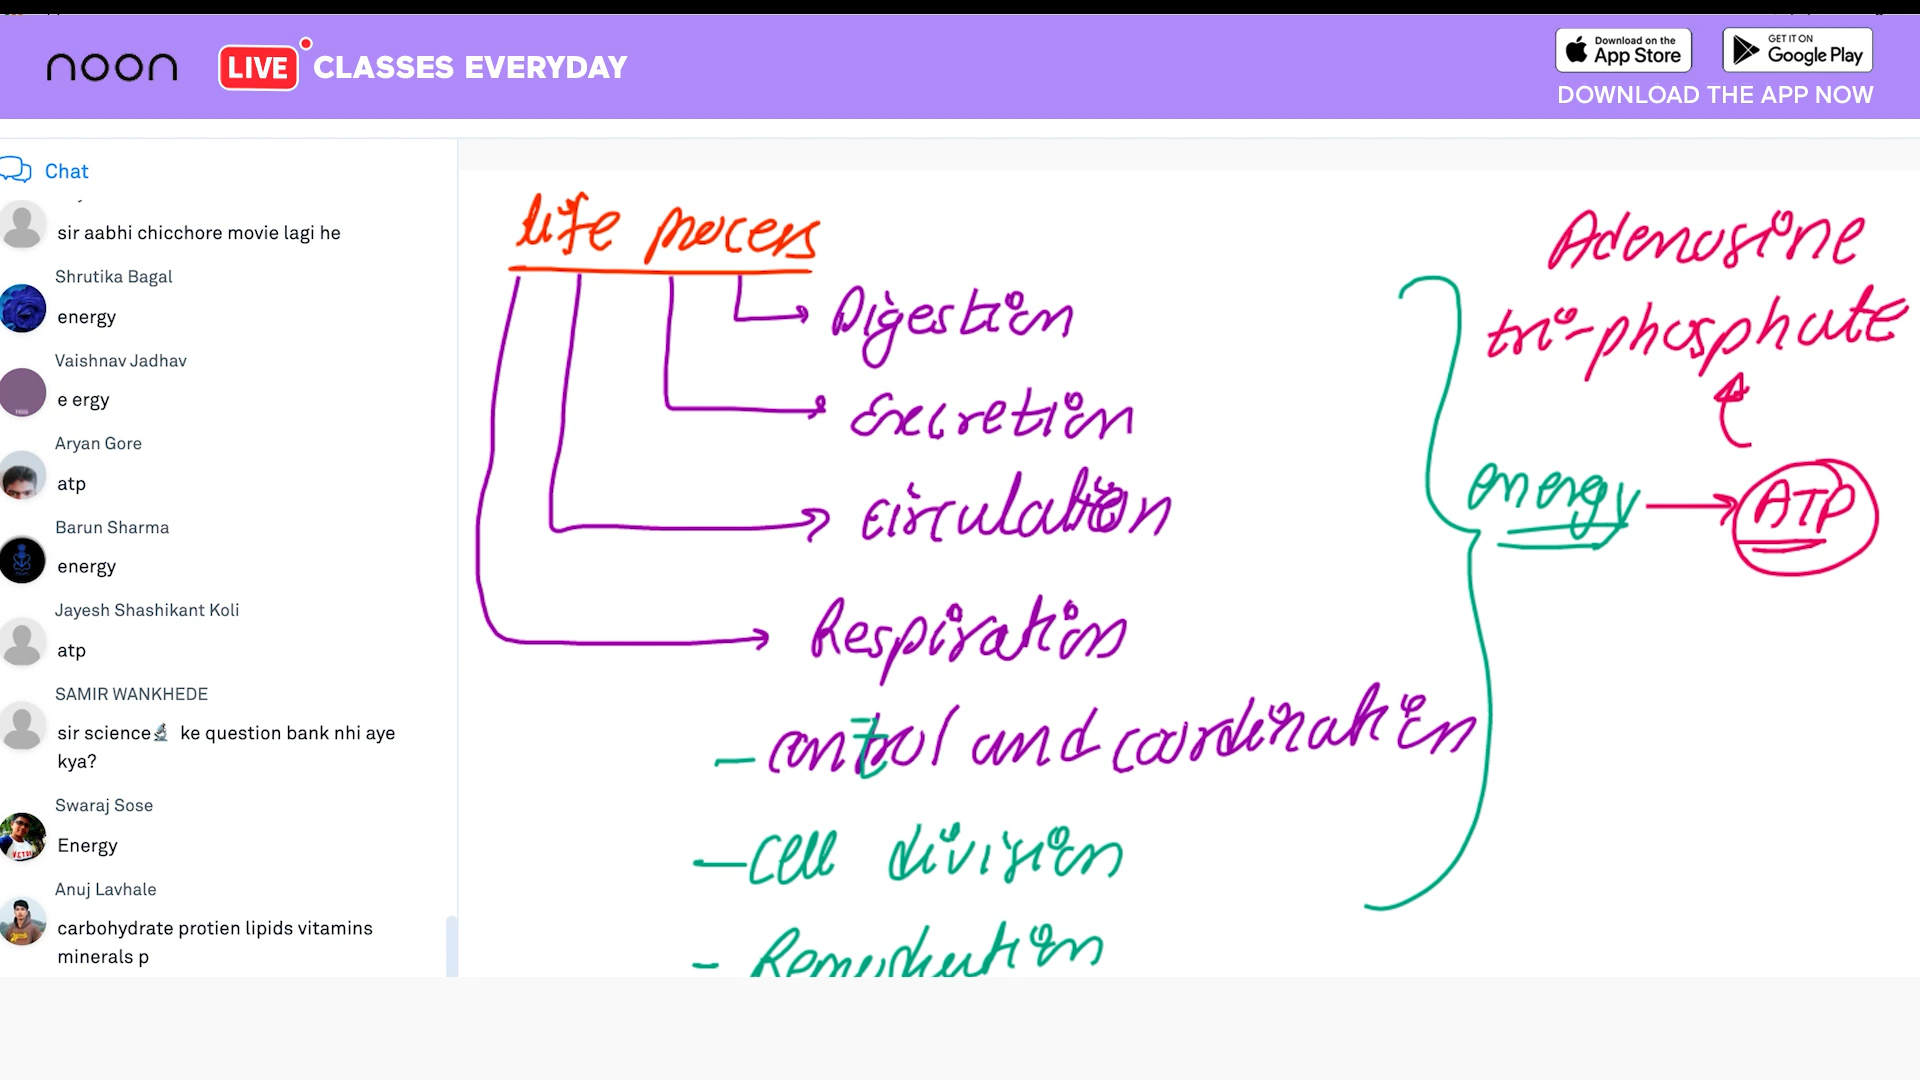 noon LIVE CLASSES EVERYDAY
Download on the App Store
GET IT ON Google Play
DOWNLOAD THE APP NOW
Chat
sir aabhi chicchore movie lagi he
Shrutika Bagal
energy
Vaishnav Jadhav
e ergy
Aryan Gore
atp
Barun Sharma
energy
Jayesh Shashikant Koli
atp
SAMIR WANKHEDE
sir science🔬 ke question bank nhi aye
kya?
Swaraj Sose
Energy
Anuj Lavhale
carbohydrate protien lipids vitamins
minerals p
life process
Digestion
Excretion
circulation
Respiration
- control and coordination
- cell division
Adenosine
tri-phosphate
energy → ATP